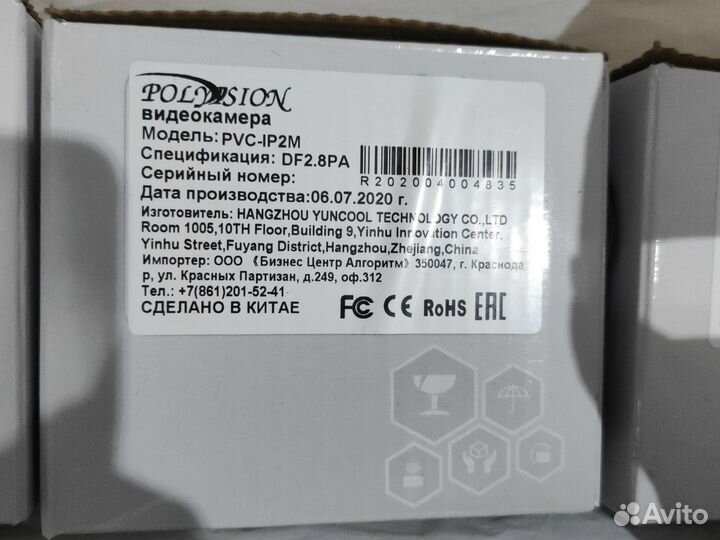 POLYVISION
видеокамера
Модель: PVC-IP2M
Спецификация: DF2.8PA
Серийный номер:
R202004004835
Дата производства:06.07.2020 г.
Изготовитель: HANGZHOU YUNCOOL TECHNOLOGY CO.,LTD
Room 1005,10TH Floor,Building 9,Yinhu Innovation Center,
Yinhu Street,Fuyang District,Hangzhou,Zhejiang,China
Импортер: ООО 《Бизнес Центр Алгоритм》 350047, г. Краснода
р, ул. Красных Партизан, д.249, оф.312
Тел.: +7(861)201-52-41
СДЕЛАНО В КИТАЕ
FC CE RoHS EAC
Avito